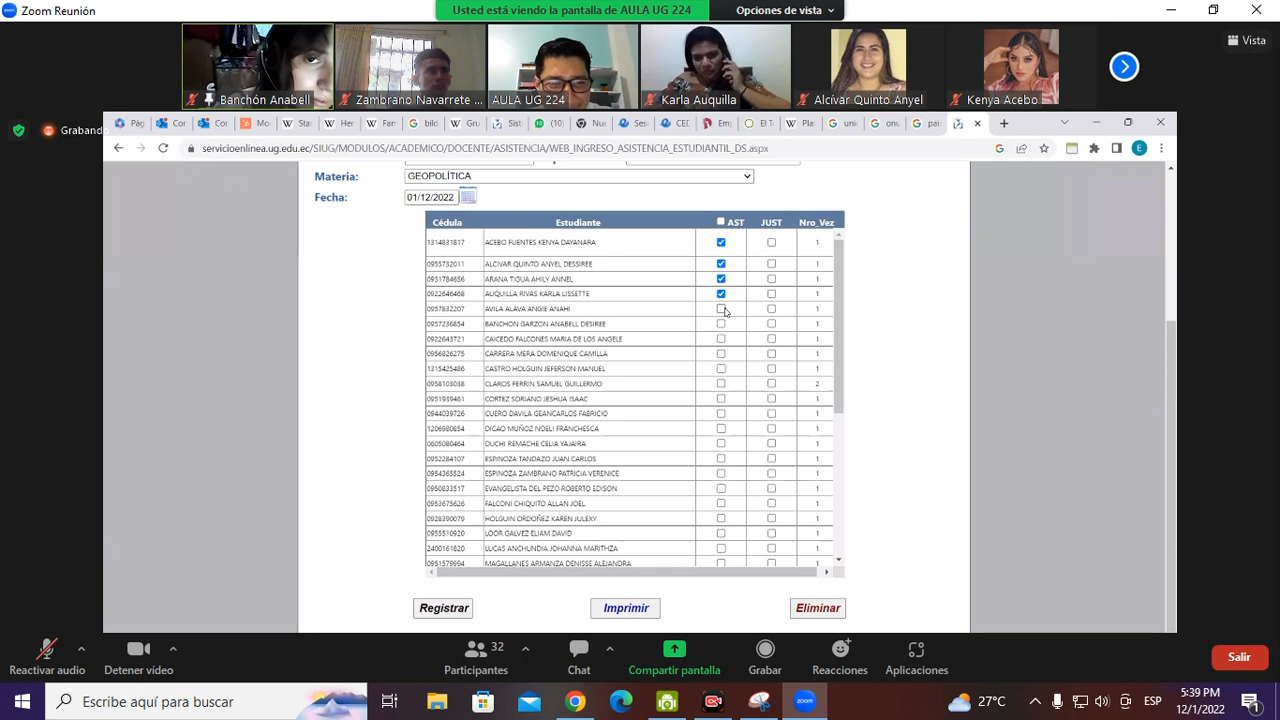 Zoom Reunión
Usted está viendo la pantalla de AULA UG 224
Opciones de vista
Vista
Banchón Anabell
Zambrano Navarrete ...
AULA UG 224
Karla Auquilla
Alcívar Quinto Anyel
Kenya Acebo
Grabando
servicioenlinea.ug.edu.ec/SIUG/MODULOS/ACADEMICO/DOCENTE/ASISTENCIA/WEB_INGRESO_ASISTENCIA_ESTUDIANTIL_DS.aspx
Materia: GEOPOLÍTICA
Fecha: 01/12/2022
Cédula Estudiante AST JUST Nro_Vez
1314831817 ACEBO FUENTES KENYA DAYANARA 1
0955732011 ALCIVAR QUINTO ANYEL DESSIREE 1
0931784656 ARANA TIGUA AHILY ANNEL 1
0922646468 AUQUILLA RIVAS KARLA LISSETTE 1
0957832207 AVILA ALAVA ANGIE ANAHI 1
0957236854 BANCHON GARZON ANABELL DESIREE 1
0922643721 CAICEDO FALCONES MARIA DE LOS ANGELE 1
0956826275 CARRERA MERA DOMENIQUE CAMILLA 1
1315425486 CASTRO HOLGUIN JEFERSON MANUEL 1
0958103038 CLAROS FERRIN SAMUEL GUILLERMO 2
0951939461 CORTEZ SORIANO JESHUA ISAAC 1
0944039726 CUERO DAVILA GEANCARLOS FABRICIO 1
1206980854 DICAO MUÑOZ NOELI FRANCHESCA 1
0605080464 DUCHI REMACHE CELIA YAJAIRA 1
0952284107 ESPINOZA TANDAZO JUAN CARLOS 1
0954365524 ESPINOZA ZAMBRANO PATRICIA VERENICE 1
0950833517 EVANGELISTA DEL PEZO ROBERTO EDISON 1
0953675626 FALCONI CHIQUITO ALLAN JOEL 1
0928390079 HOLGUIN ORDOÑEZ KAREN JULEXY 1
0955510920 LOOR GALVEZ ELIAM DAVID 1
2400161820 LUCAS ANCHUNDIA JOHANNA MARITHZA 1
0951579994 MAGALLANES ARMANZA DENISSE ALEJANDRA 1
Registrar Imprimir Eliminar
32
Reactivar audio
Detener vídeo
Participantes
Chat
Compartir pantalla
Grabar
Reacciones
Aplicaciones
Salir
Escribe aquí para buscar
27°C
ESP
5:39 PM
12/1/2022